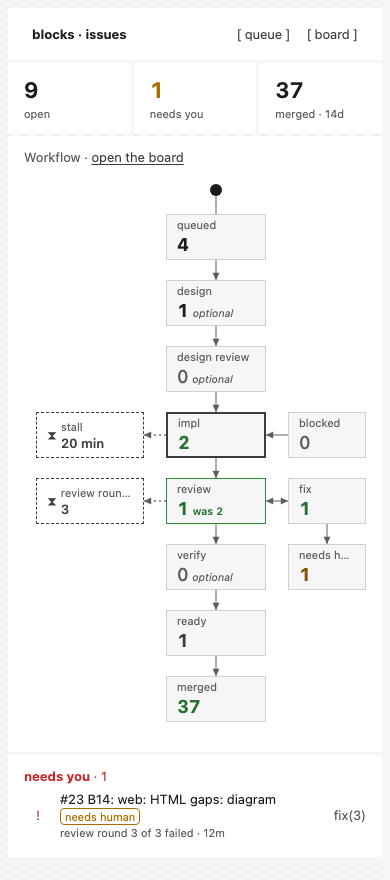 blocks · issues
[ queue ] [ board ]
9
open
1
needs you
37
merged · 14d
Workflow · open the board
queued
4
design
1 optional
design review
0 optional
stall
20 min
impl
2
blocked
0
review roun...
3
review
1 was 2
fix
1
verify
0 optional
needs h...
1
ready
1
merged
37
needs you · 1
! #23 B14: web: HTML gaps: diagram
needs human
fix(3)
review round 3 of 3 failed · 12m